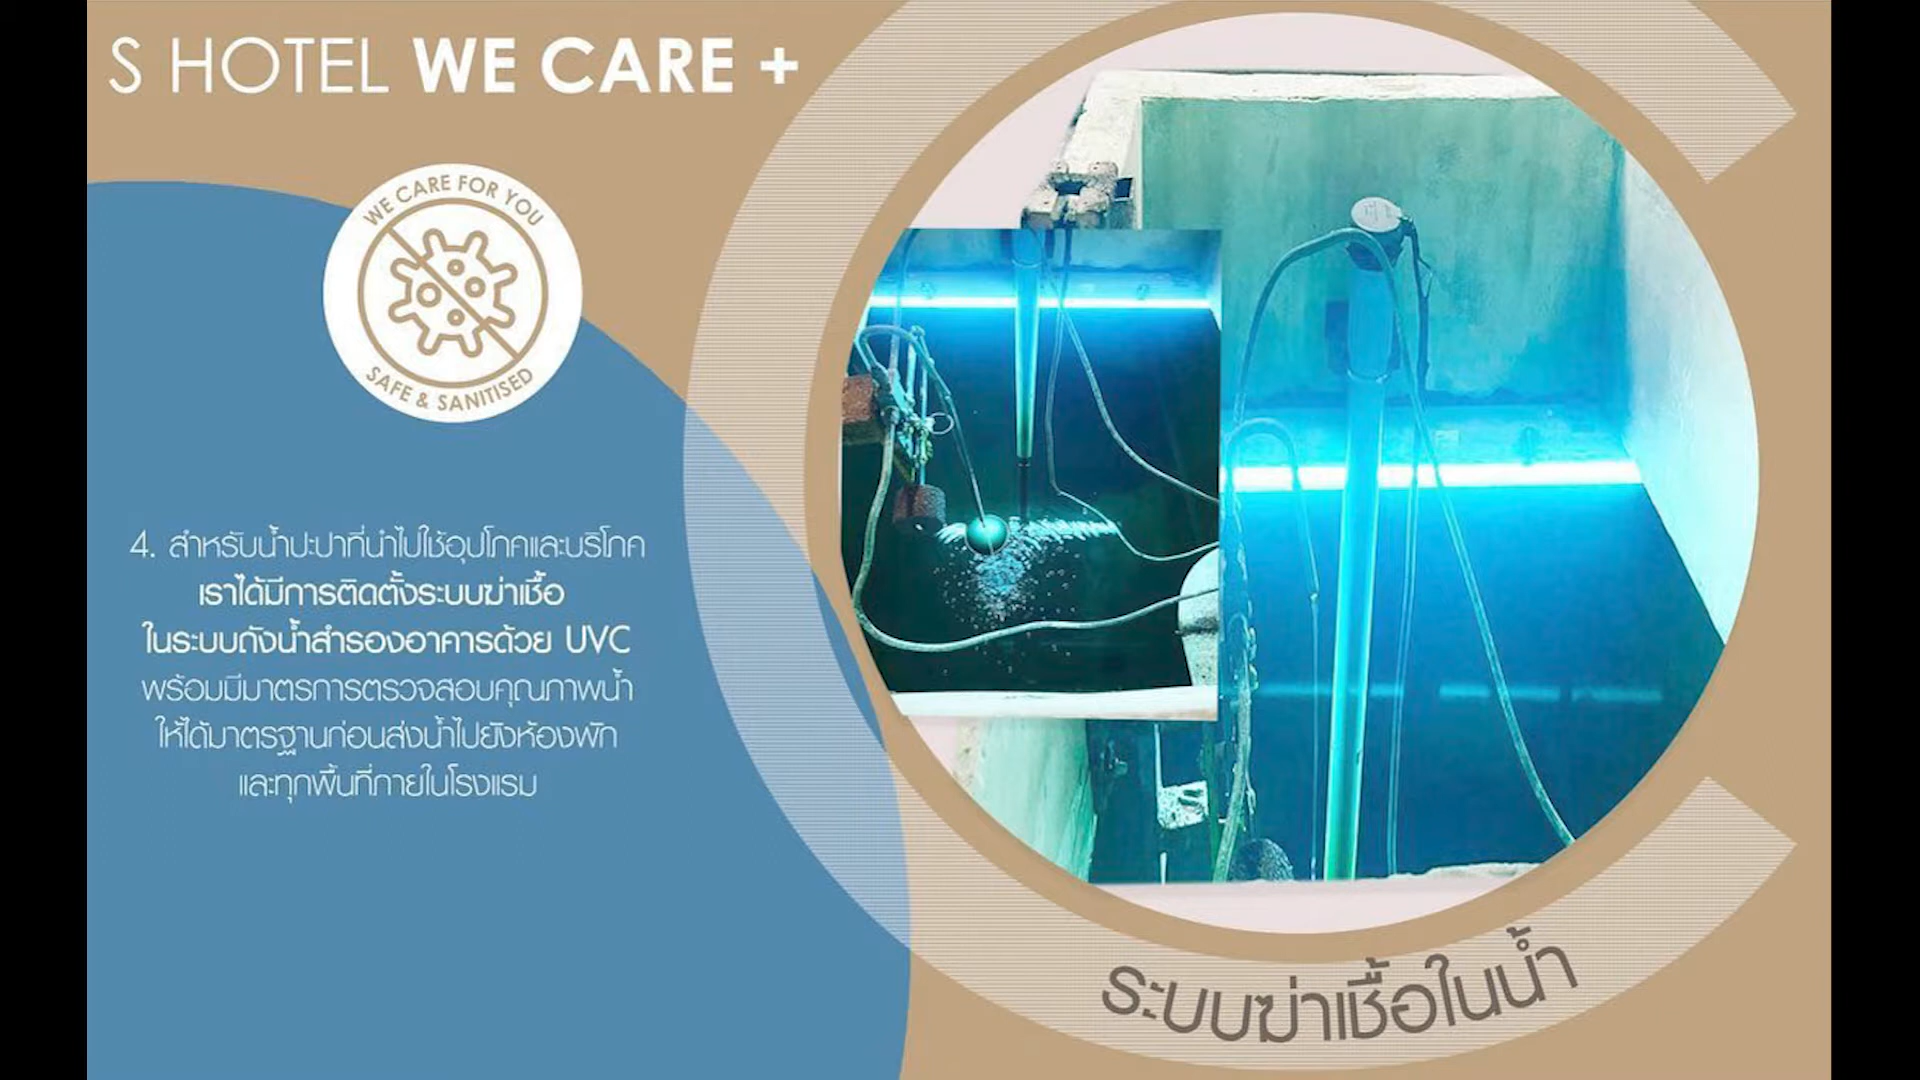 S HOTEL WE CARE +
WE CARE FOR YOU
SAFE & SANITISED
4. สำหรับน้ำปะปาที่นำไปใช้อุปโภคและบริโภค
เราได้มีการติดตั้งระบบฆ่าเชื้อ
ในระบบถังน้ำสำรองอาคารด้วย UVC
พร้อมมีมาตรการตรวจสอบคุณภาพน้ำ
ให้ได้มาตรฐานก่อนส่งน้ำไปยังห้องพัก
และทุกพื้นที่ภายในโรงแรม
ระบบฆ่าเชื้อในน้ำ